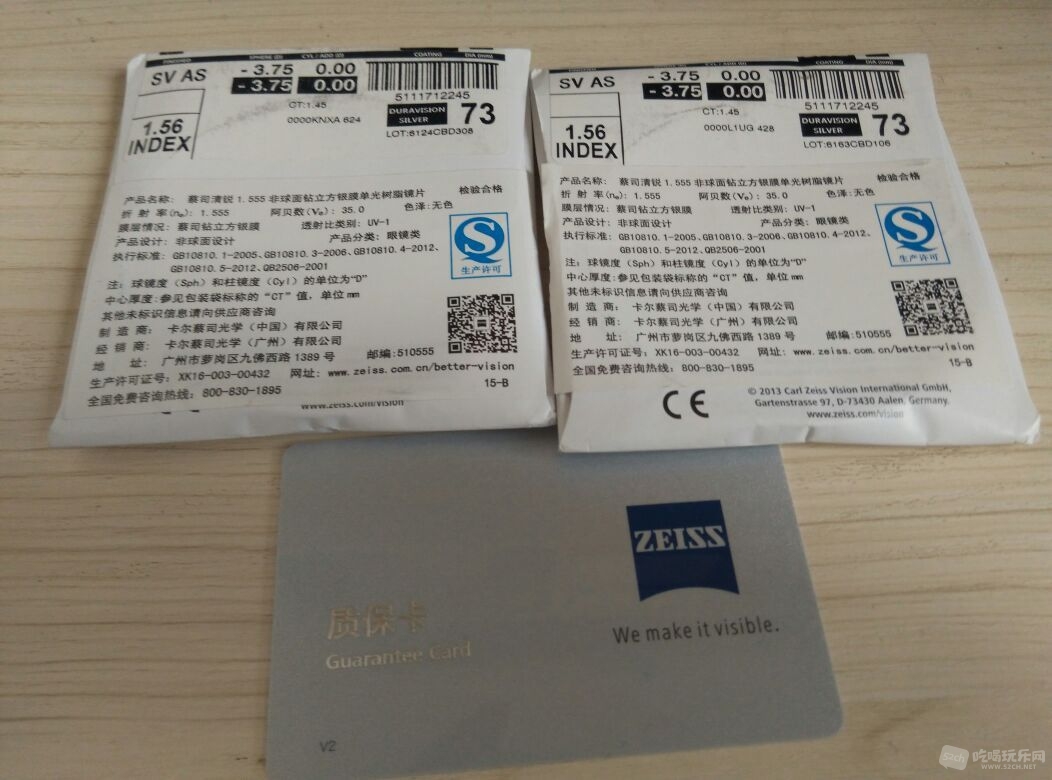 SPHERE (D) CYL / ADD (D) COATING DIA (mm)
SV AS
- 3.75 0.00
- 3.75 0.00
5111712245
CT:1.45
0000KNXA 624
DURAVISION
SILVER
73
LOT:6124CBD308
1.56
INDEX
产品名称: 蔡司清锐 1.555 非球面钻立方银膜单光树脂镜片 检验合格
折 射 率(nₑ): 1.555 阿贝数(Vₑ): 35.0 色泽:无色
膜层情况: 蔡司钻立方银膜 透射比类别: UV-1
产品设计: 非球面设计 产品分类: 眼镜类
执行标准: GB10810.1-2005、GB10810.3-2006、GB10810.4-2012、
GB10810.5-2012、QB2506-2001
注: 球镜度 (Sph) 和柱镜度 (Cyl) 的单位为"D"
中心厚度:参见包装袋标称的 "CT" 值, 单位 mm
其他未标识信息请向供应商咨询
制 造 商: 卡尔蔡司光学 (中国) 有限公司
经 销 商: 卡尔蔡司光学 (广州) 有限公司
地 址: 广州市萝岗区九佛西路 1389 号 邮编:510555
生产许可证号: XK16-003-00432 网址: www.zeiss.com.cn/better-vision
全国免费咨询热线: 800-830-1895 15-B
生产许可
www.zeiss.com/vision
CYL / ADD (D) COATING DIA (mm)
SV AS
- 3.75 0.00
- 3.75 0.00
5111712245
CT:1.45
0000L1UG 428
DURAVISION
SILVER
73
LOT:6163CBD106
1.56
INDEX
产品名称: 蔡司清锐 1.555 非球面钻立方银膜单光树脂镜片 检验合格
折 射 率(nₑ): 1.555 阿贝数(Vₑ): 35.0 色泽:无色
膜层情况: 蔡司钻立方银膜 透射比类别: UV-1
产品设计: 非球面设计 产品分类: 眼镜类
执行标准: GB10810.1-2005、GB10810.3-2006、GB10810.4-2012、
GB10810.5-2012、QB2506-2001
注: 球镜度 (Sph) 和柱镜度 (Cyl) 的单位为"D"
中心厚度:参见包装袋标称的 "CT" 值, 单位 mm
其他未标识信息请向供应商咨询
制 造 商: 卡尔蔡司光学 (中国) 有限公司
经 销 商: 卡尔蔡司光学 (广州) 有限公司
地 址: 广州市萝岗区九佛西路 1389 号 邮编:510555
生产许可证号: XK16-003-00432 网址: www.zeiss.com.cn/better-vision
全国免费咨询热线: 800-830-1895 15-B
生产许可
CE
© 2013 Carl Zeiss Vision International GmbH,
Gartenstrasse 97, D-73430 Aalen, Germany.
www.zeiss.com/vision
ZEISS
We make it visible.
质保卡
Guarantee Card
V2
52ch 吃喝玩乐网
WWW.52CH.NET